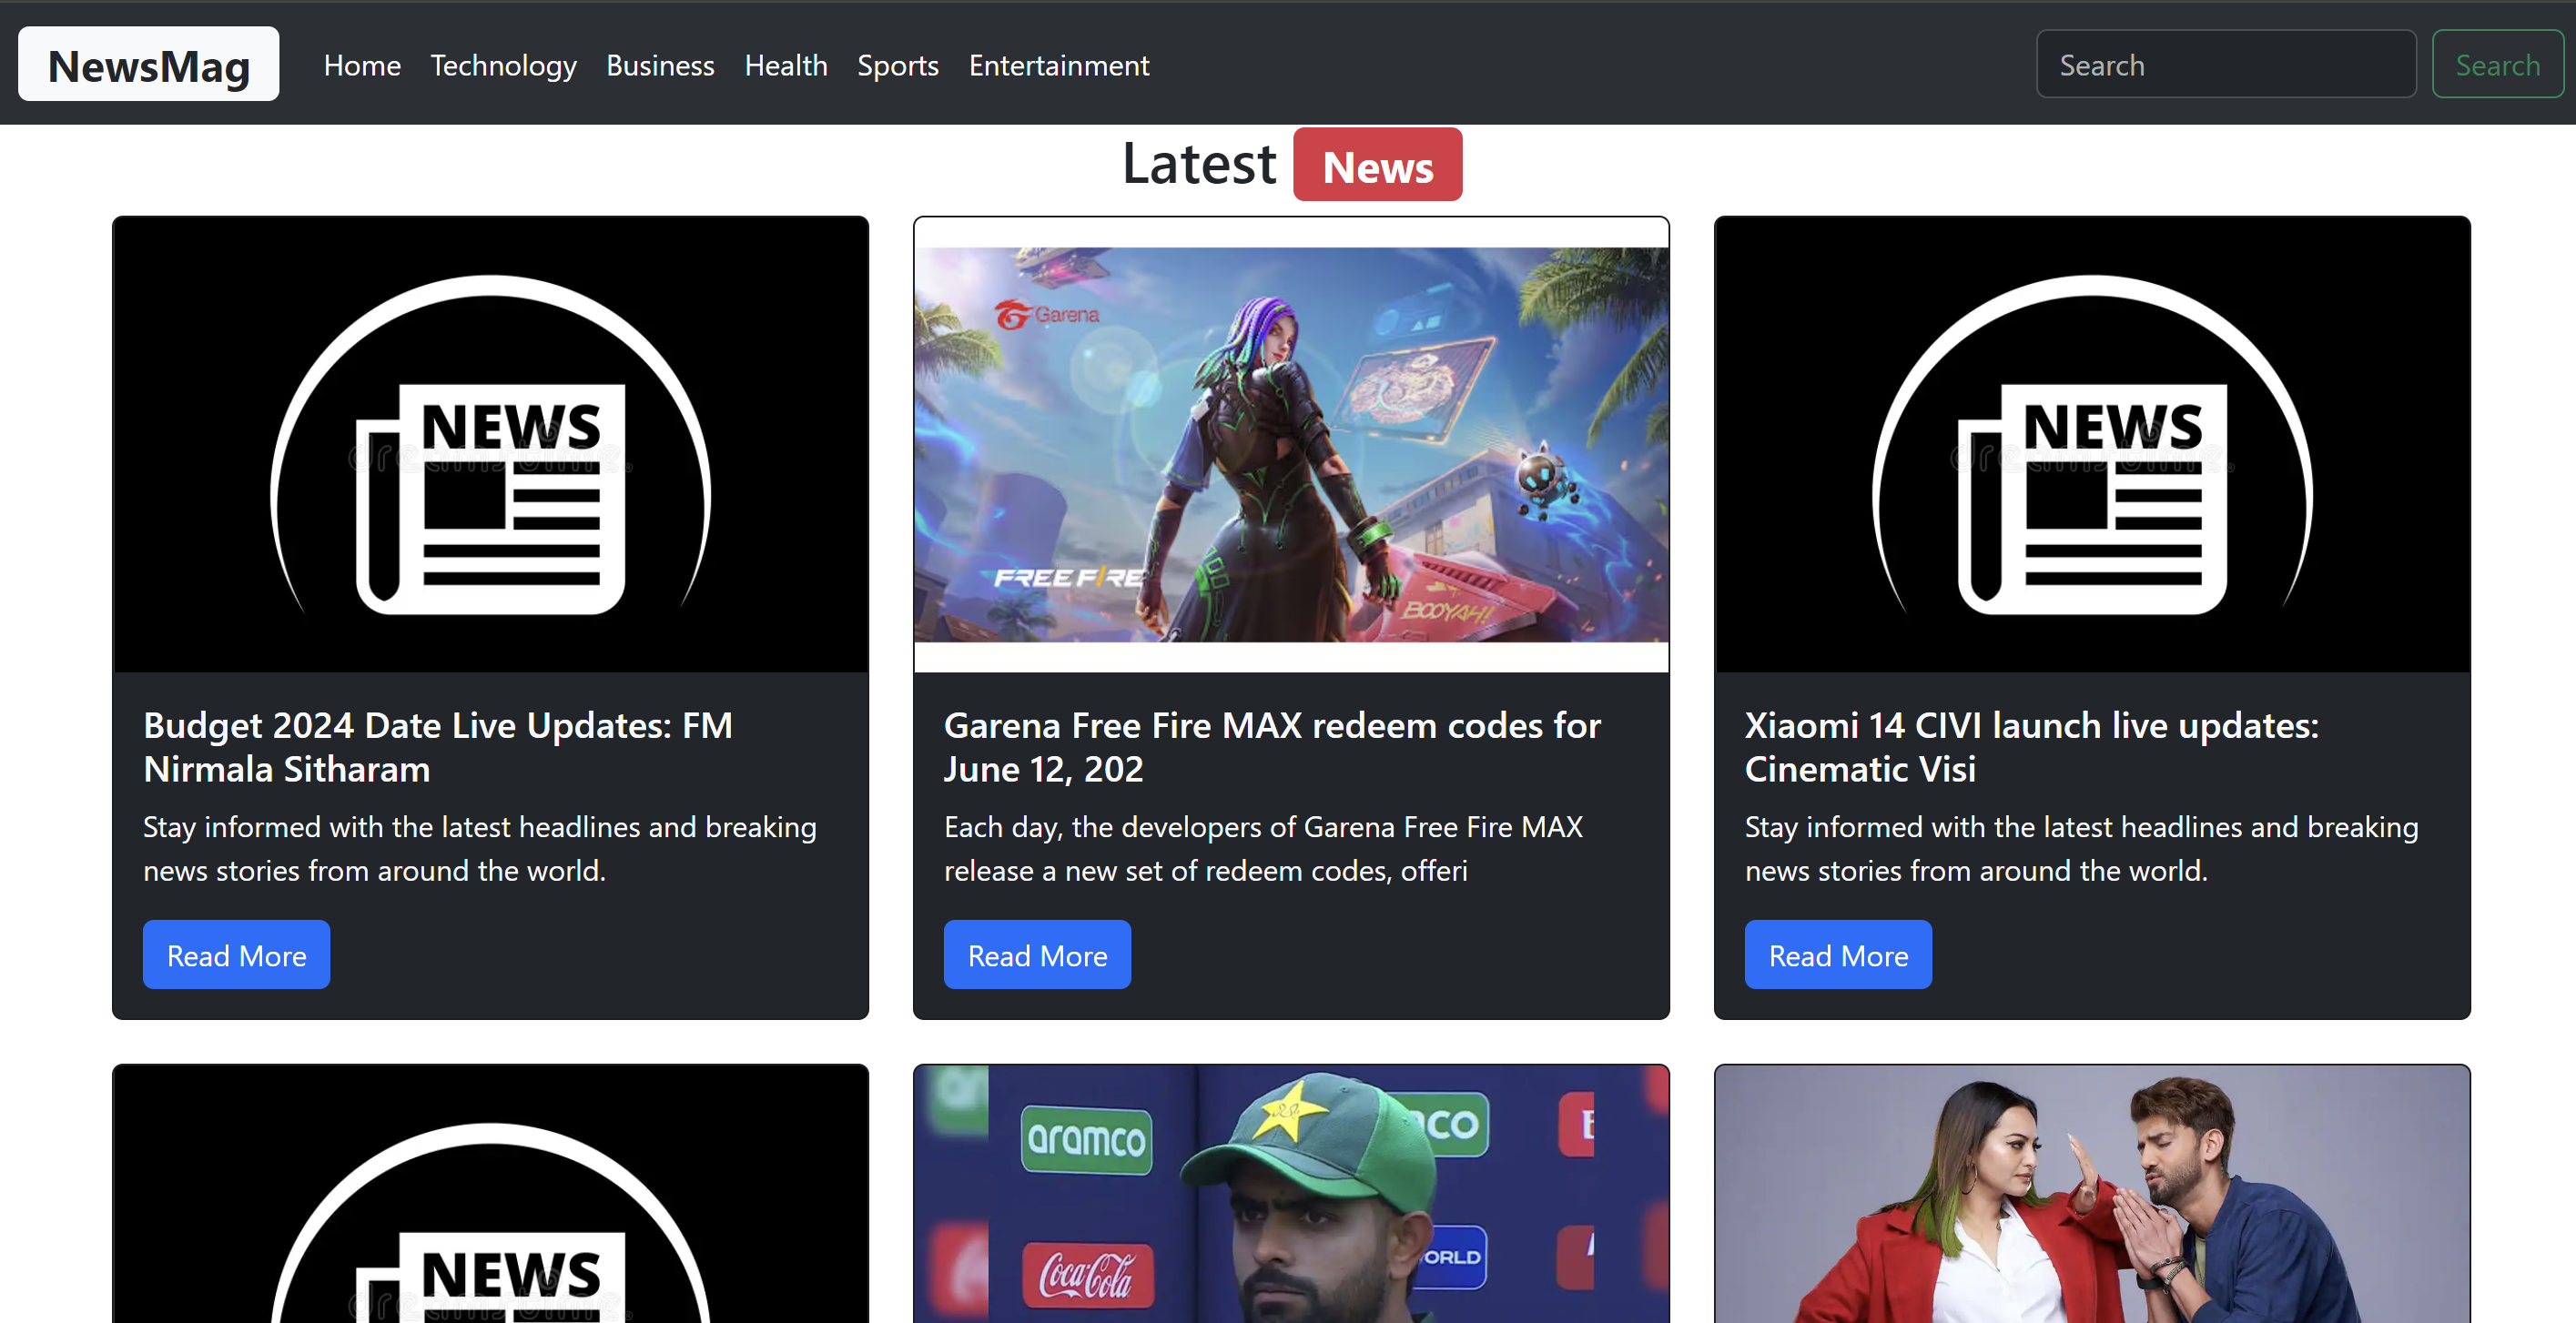 NewsMag Home Technology Business Health Sports Entertainment Search Search
Latest News
NEWS
dreamstime
Garena
FREE FIRE
BOOYAH!
NEWS
dreamstime
Budget 2024 Date Live Updates: FM
Nirmala Sitharam
Stay informed with the latest headlines and breaking
news stories from around the world.
Read More
Garena Free Fire MAX redeem codes for
June 12, 202
Each day, the developers of Garena Free Fire MAX
release a new set of redeem codes, offeri
Read More
Xiaomi 14 CIVI launch live updates:
Cinematic Visi
Stay informed with the latest headlines and breaking
news stories from around the world.
Read More
NEWS
dreamstime
aramco
co
Coca-Cola
ORLD